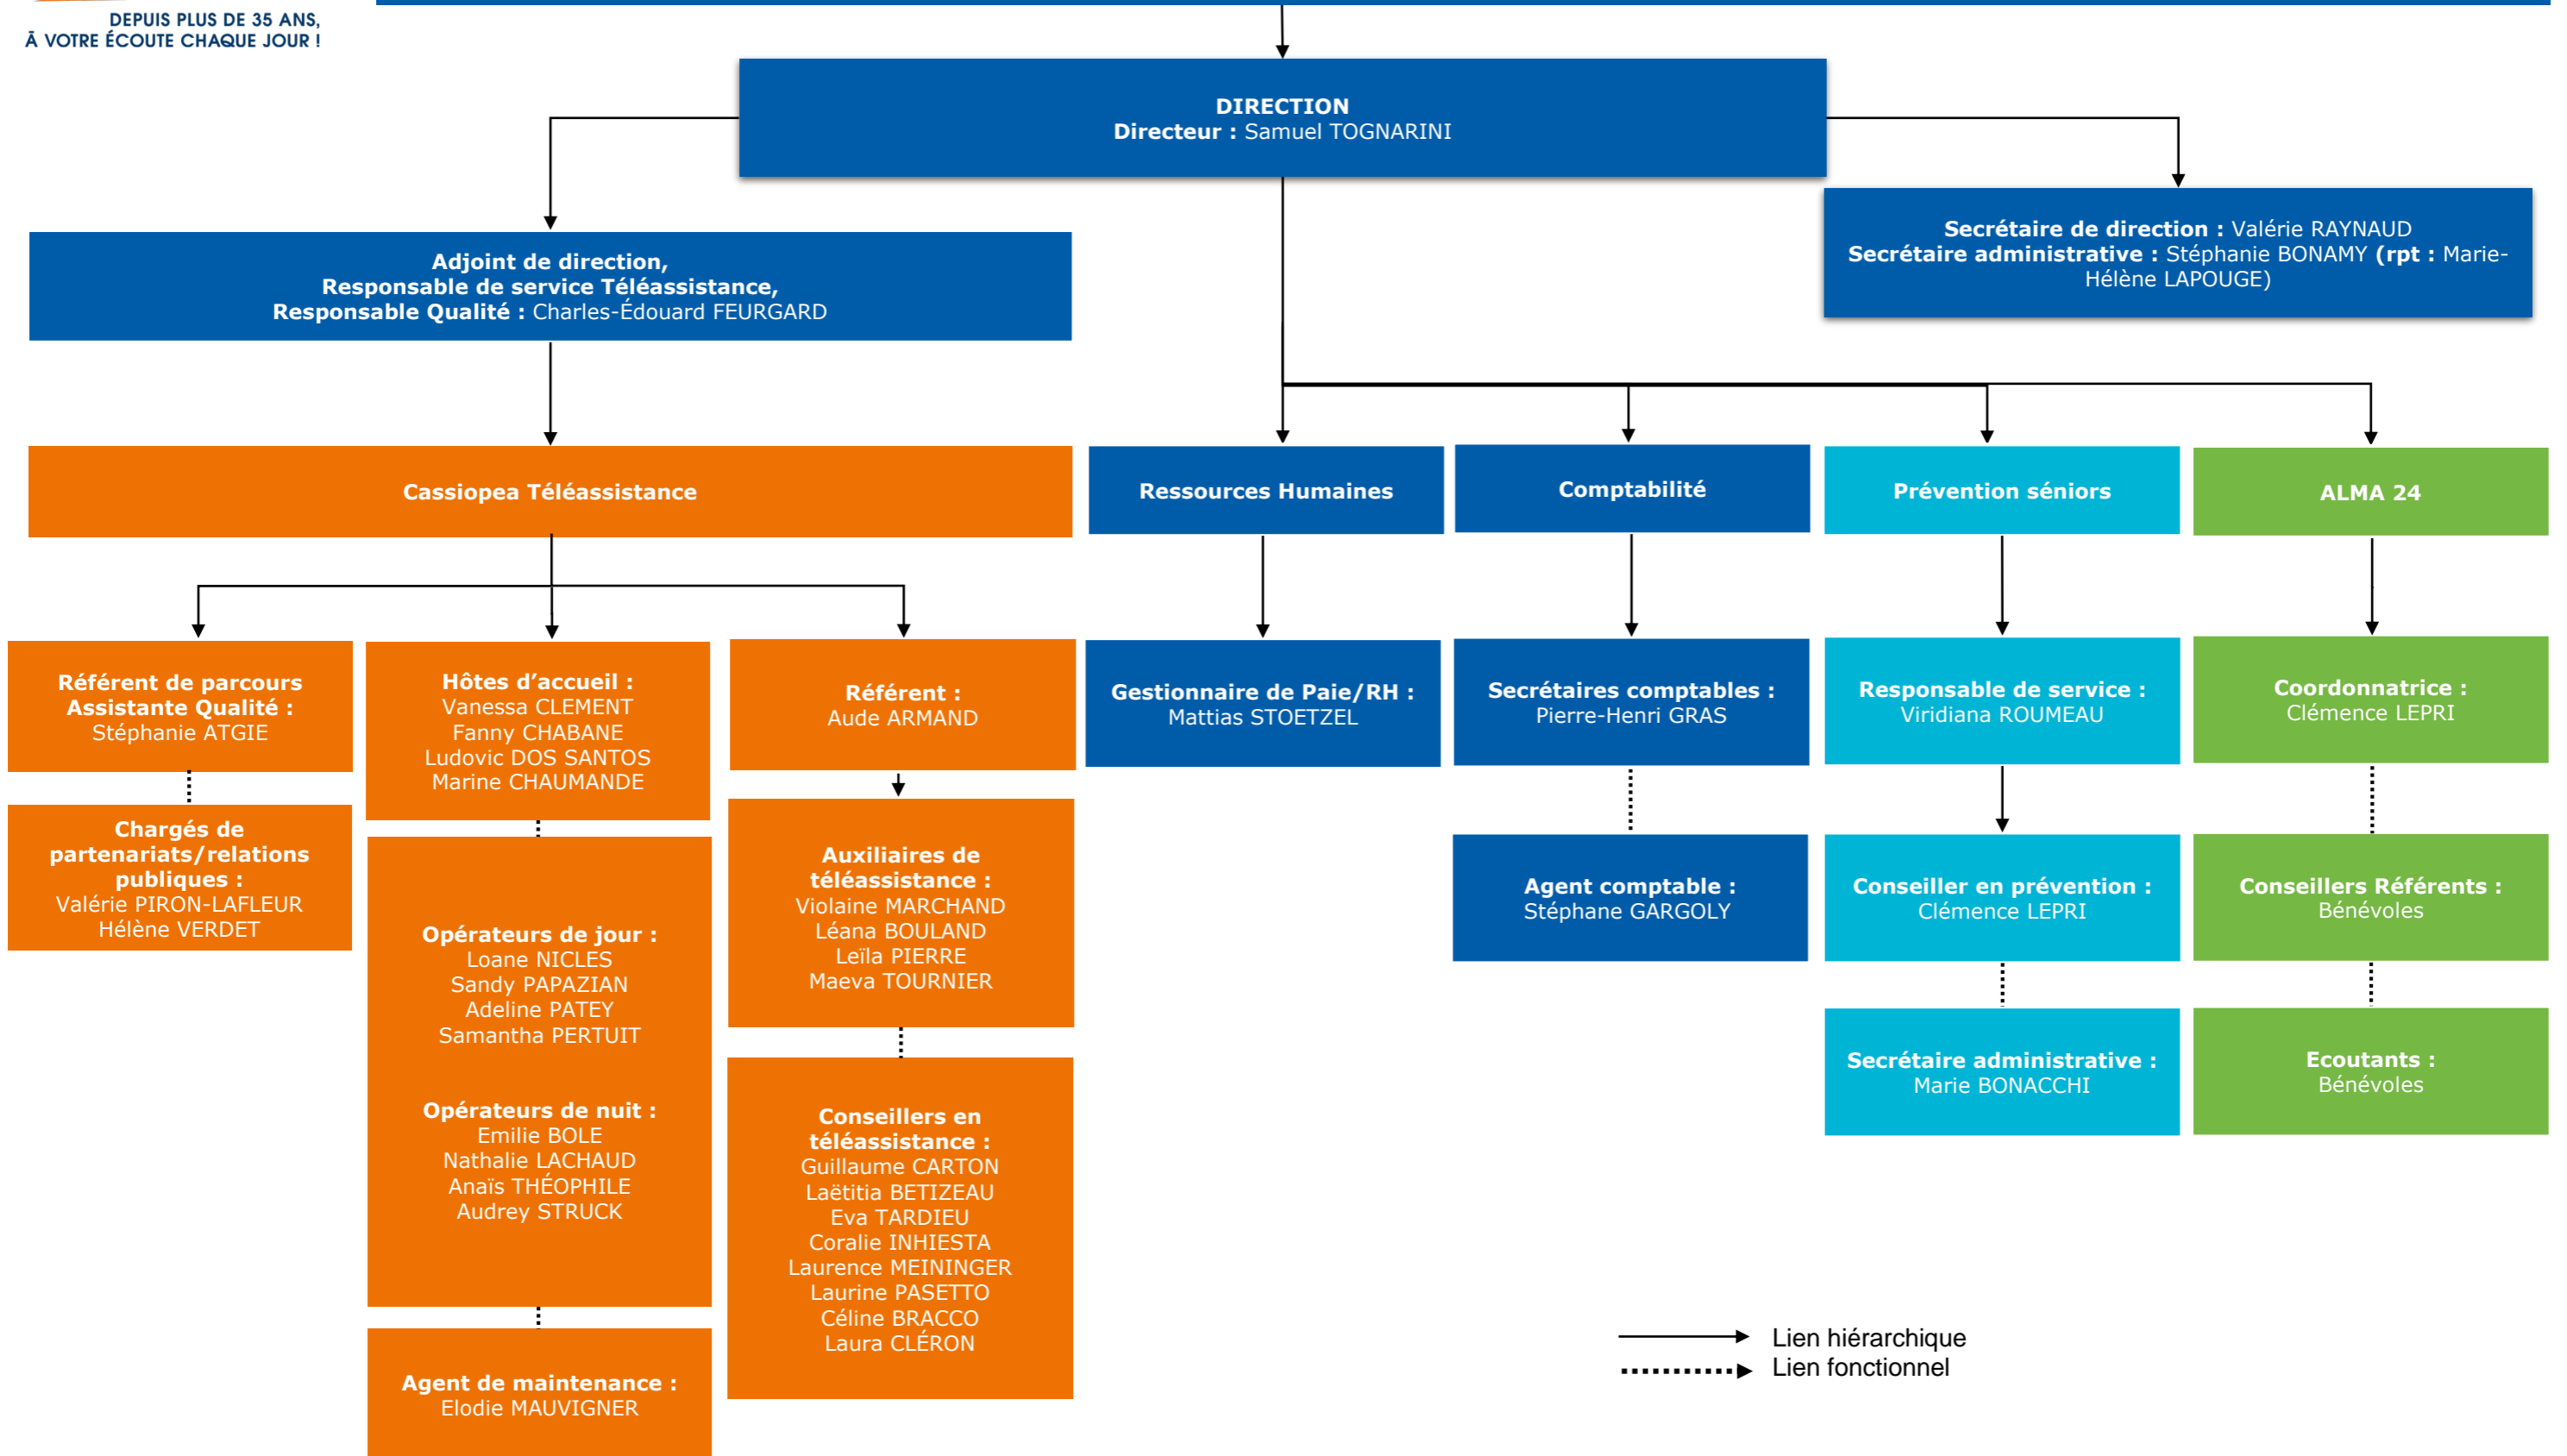 DEPUIS PLUS DE 35 ANS,
À VOTRE ÉCOUTE CHAQUE JOUR !
DIRECTION
Directeur : Samuel TOGNARINI
Secrétaire de direction : Valérie RAYNAUD
Secrétaire administrative : Stéphanie BONAMY (rpt : Marie-
Hélène LAPOUGE)
Adjoint de direction,
Responsable de service Téléassistance,
Responsable Qualité : Charles-Édouard FEURGARD
Cassiopea Téléassistance
Ressources Humaines
Comptabilité
Prévention séniors
ALMA 24
Référent de parcours
Assistante Qualité :
Stéphanie ATGIE
Chargés de
partenariats/relations
publiques :
Valérie PIRON-LAFLEUR
Hélène VERDET
Hôtes d’accueil :
Vanessa CLEMENT
Fanny CHABANE
Ludovic DOS SANTOS
Marine CHAUMANDE
Opérateurs de jour :
Loane NICLES
Sandy PAPAZIAN
Adeline PATEY
Samantha PERTUIT
Opérateurs de nuit :
Emilie BOLE
Nathalie LACHAUD
Anaïs THÉOPHILE
Audrey STRUCK
Agent de maintenance :
Elodie MAUVIGNER
Référent :
Aude ARMAND
Auxiliaires de
téléassistance :
Violaine MARCHAND
Léana BOULAND
Leïla PIERRE
Maeva TOURNIER
Conseillers en
téléassistance :
Guillaume CARTON
Laëtitia BETIZEAU
Eva TARDIEU
Coralie INHIESTA
Laurence MEININGER
Laurine PASETTO
Céline BRACCO
Laura CLÉRON
Gestionnaire de Paie/RH :
Mattias STOETZEL
Secrétaires comptables :
Pierre-Henri GRAS
Agent comptable :
Stéphane GARGOLY
Responsable de service :
Viridiana ROUMEAU
Conseiller en prévention :
Clémence LEPRI
Secrétaire administrative :
Marie BONACCHI
Coordonnatrice :
Clémence LEPRI
Conseillers Référents :
Bénévoles
Ecoutants :
Bénévoles
Lien hiérarchique
Lien fonctionnel